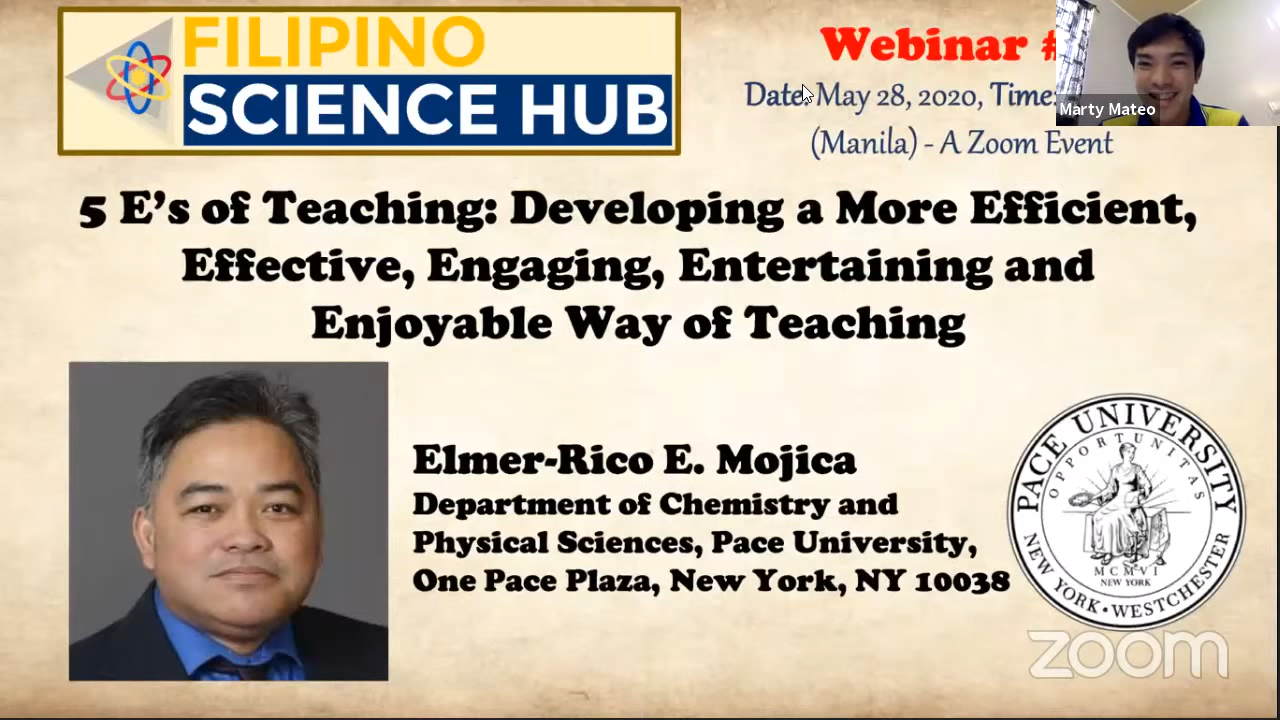 FILIPINO
SCIENCE HUB
Webinar #
Date: May 28, 2020, Time:
(Manila) - A Zoom Event
Marty Mateo
5 E's of Teaching: Developing a More Efficient,
Effective, Engaging, Entertaining and
Enjoyable Way of Teaching
Elmer-Rico E. Mojica
Department of Chemistry and
Physical Sciences, Pace University,
One Pace Plaza, New York, NY 10038
PACE UNIVERSITY
OPPORTUNITAS
MCMVI
NEW YORK
NEW YORK • WESTCHESTER
zoom